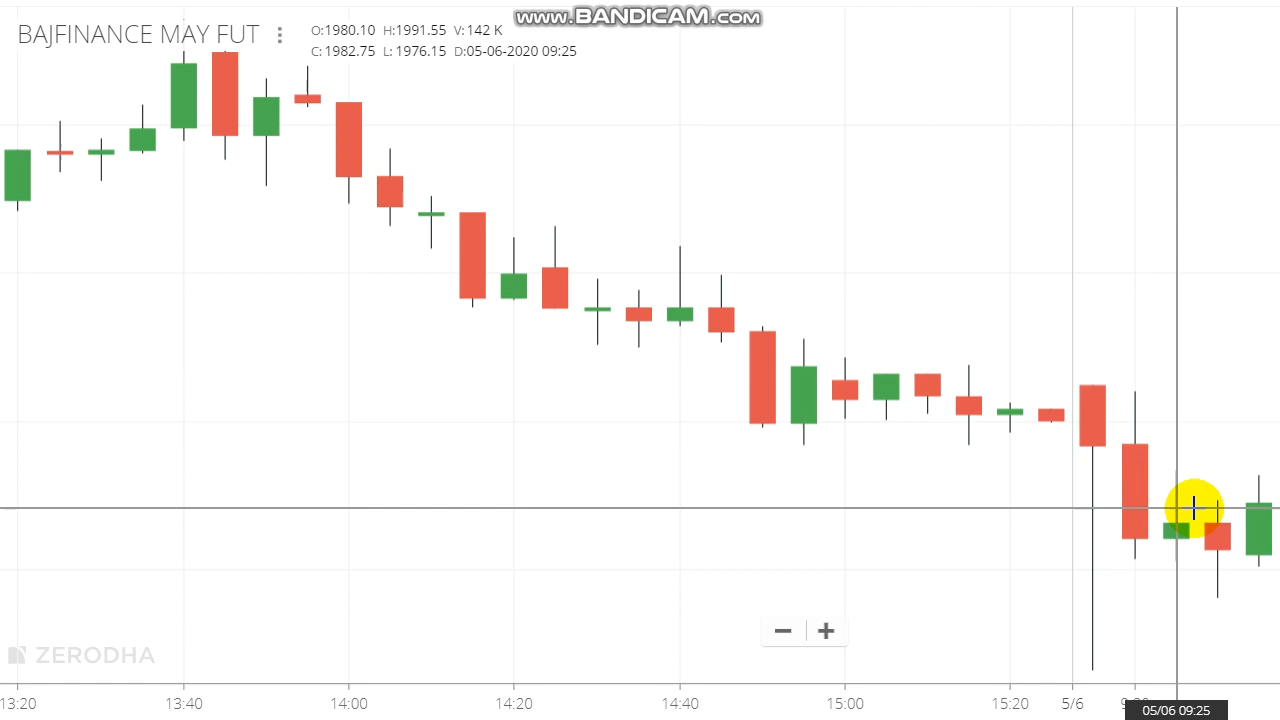 www.BANDICAM.com
BAJFINANCE MAY FUT
O:1980.10 H:1991.55 V:142 K
C:1982.75 L: 1976.15 D:05-06-2020 09:25
ZERODHA
13:20 13:40 14:00 14:20 14:40 15:00 15:20 5/6
05/06 09:25